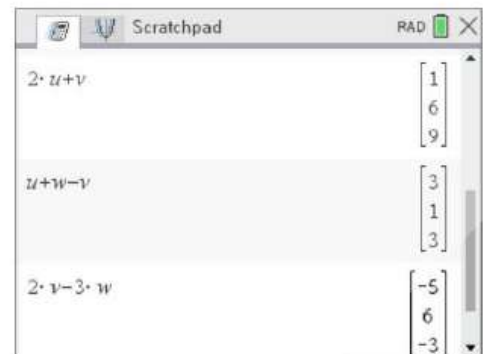 Scratchpad RAD
2· u+v [1 6 9]
u+w−v [3 1 3]
2· v−3· w [−5 6 −3]